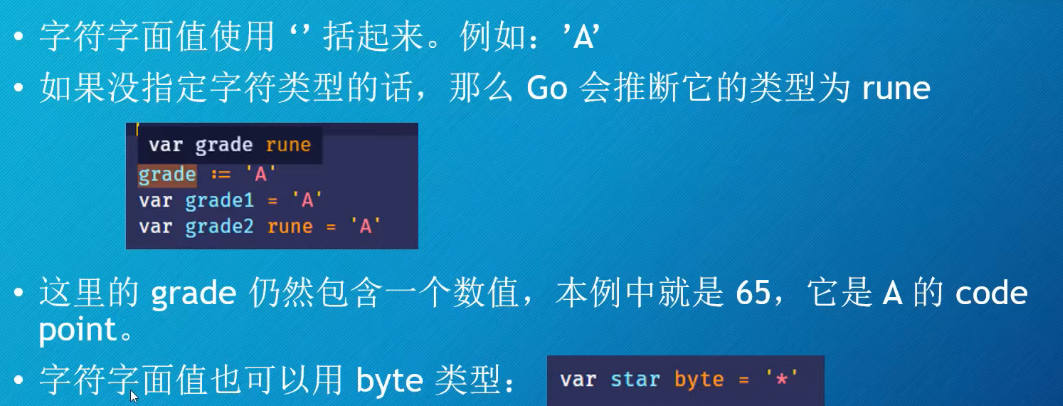 • 字符字面值使用 ‘’ 括起来。例如：’A’
• 如果没指定字符类型的话，那么 Go 会推断它的类型为 rune
var grade rune
grade := 'A'
var grade1 = 'A'
var grade2 rune = 'A'
• 这里的 grade 仍然包含一个数值，本例中就是 65，它是 A 的 code
point。
• 字符字面值也可以用 byte 类型： var star byte = '*'